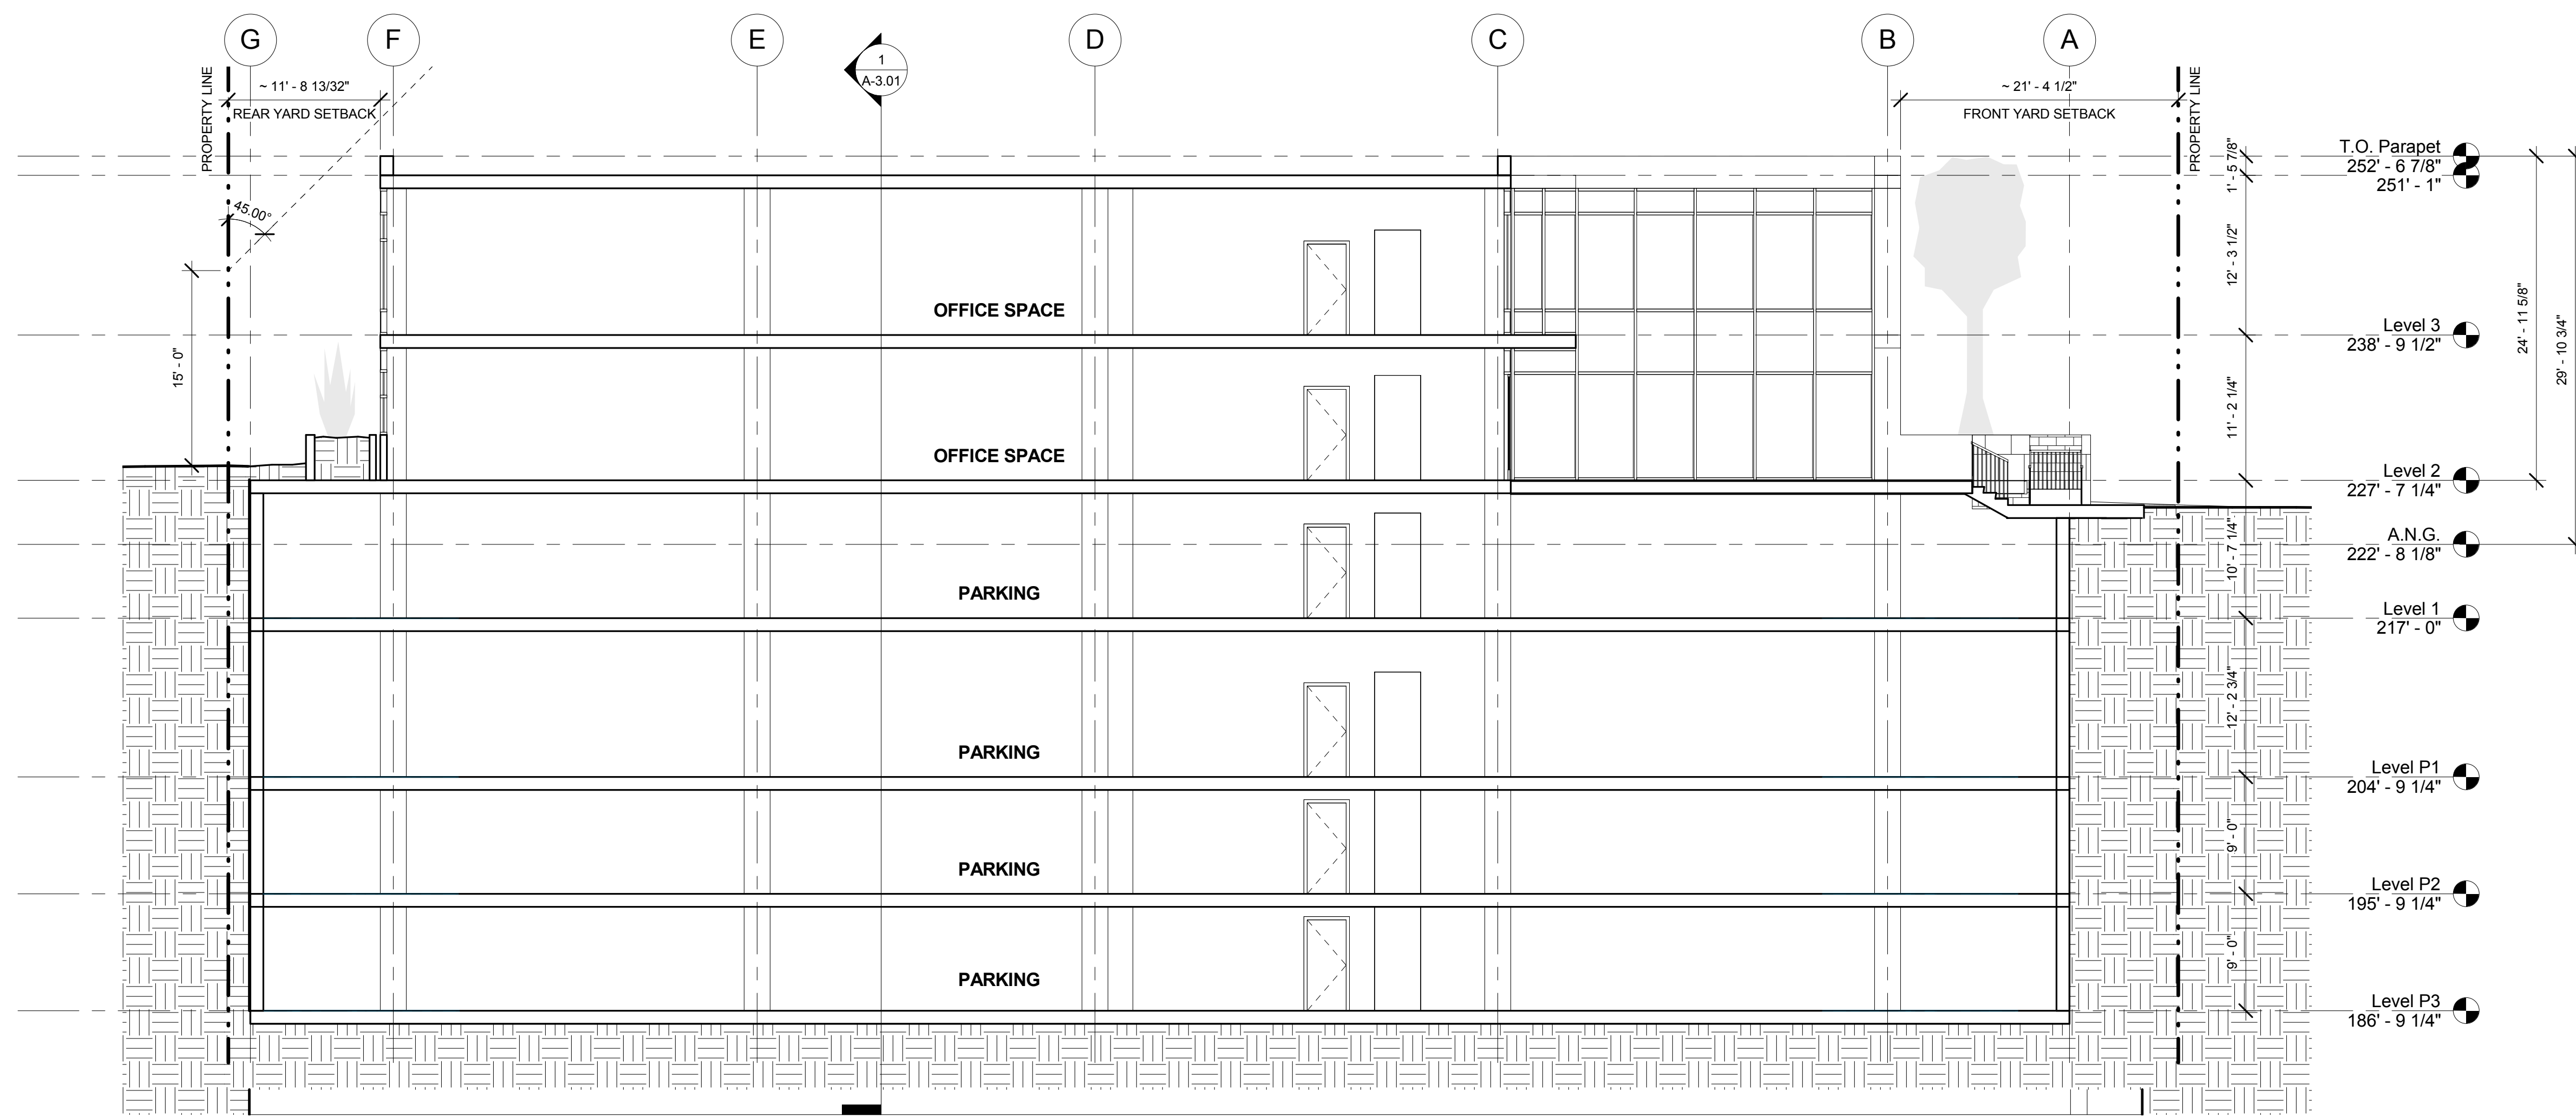 G
F
E
D
C
B
A
1
A-3.01
PROPERTY LINE
~ 11' - 8 13/32"
REAR YARD SETBACK
~ 21' - 4 1/2"
FRONT YARD SETBACK
PROPERTY LINE
45.00°
15' - 0"
T.O. Parapet
252' - 6 7/8"
251' - 1"
1' - 5 7/8"
12' - 3 1/2"
OFFICE SPACE
Level 3
238' - 9 1/2"
24' - 11 5/8"
29' - 10 3/4"
11' - 2 1/4"
OFFICE SPACE
Level 2
227' - 7 1/4"
A.N.G.
222' - 8 1/8"
10' - 7 1/4"
PARKING
Level 1
217' - 0"
12' - 2 3/4"
PARKING
Level P1
204' - 9 1/4"
9' - 0"
PARKING
Level P2
195' - 9 1/4"
9' - 0"
PARKING
Level P3
186' - 9 1/4"